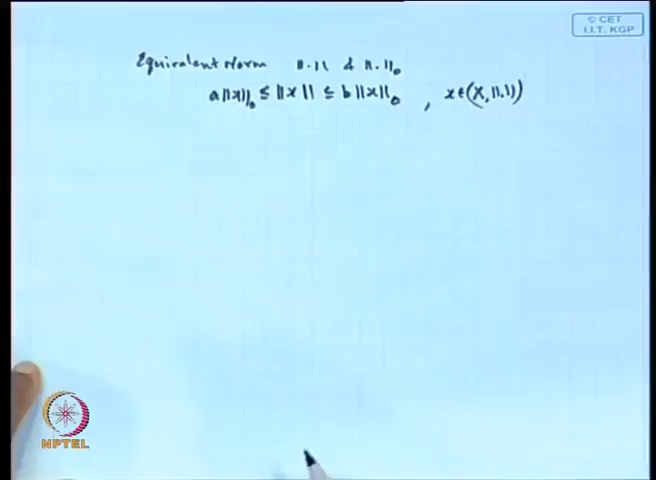 © CET
I.I.T. KGP
Equivalent Norm ||.|| & ||.||₀
a||x||₀ ≤ ||x|| ≤ b||x||₀ , x∈(X, ||.||)
NPTEL